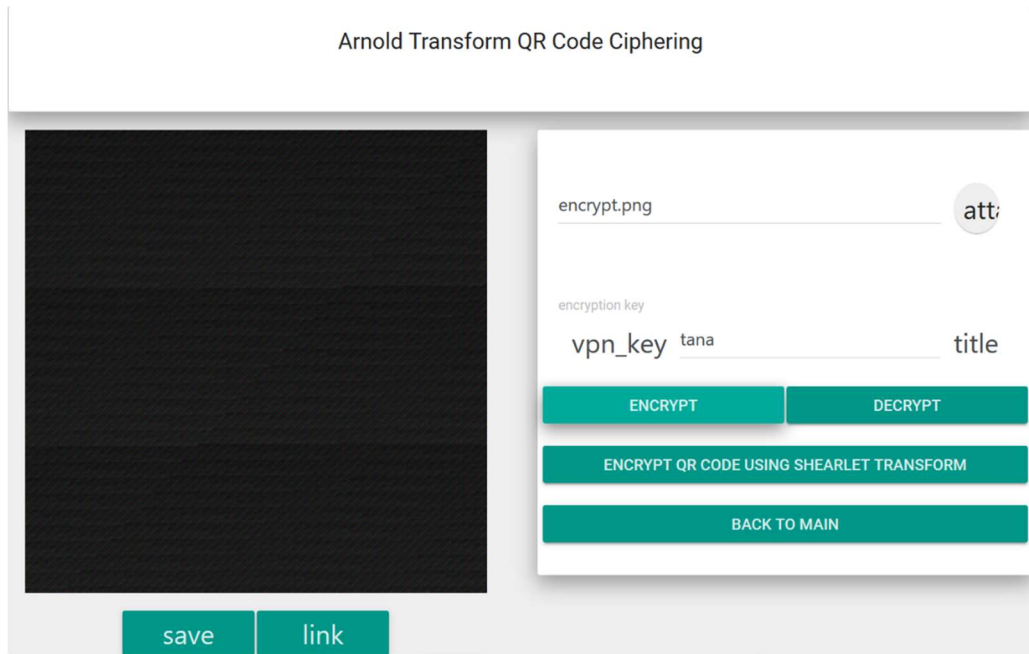 Arnold Transform QR Code Ciphering
encrypt.png
atta
encryption key
vpn_key tana title
ENCRYPT DECRYPT
ENCRYPT QR CODE USING SHEARLET TRANSFORM
BACK TO MAIN
save link